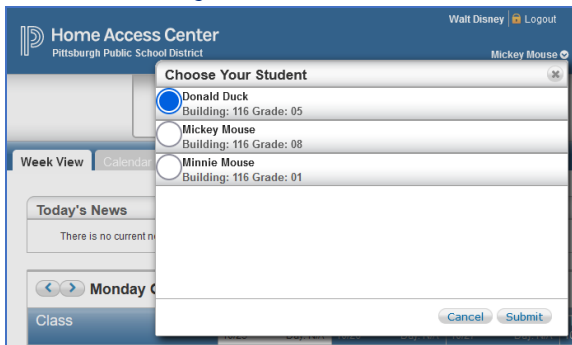 Walt Disney Logout
Home Access Center
Pittsburgh Public School District
Mickey Mouse
Choose Your Student
Donald Duck
Building: 116 Grade: 05
Mickey Mouse
Building: 116 Grade: 08
Minnie Mouse
Building: 116 Grade: 01
Week View Calendar
Today's News
There is no current
Monday
Class
Cancel Submit